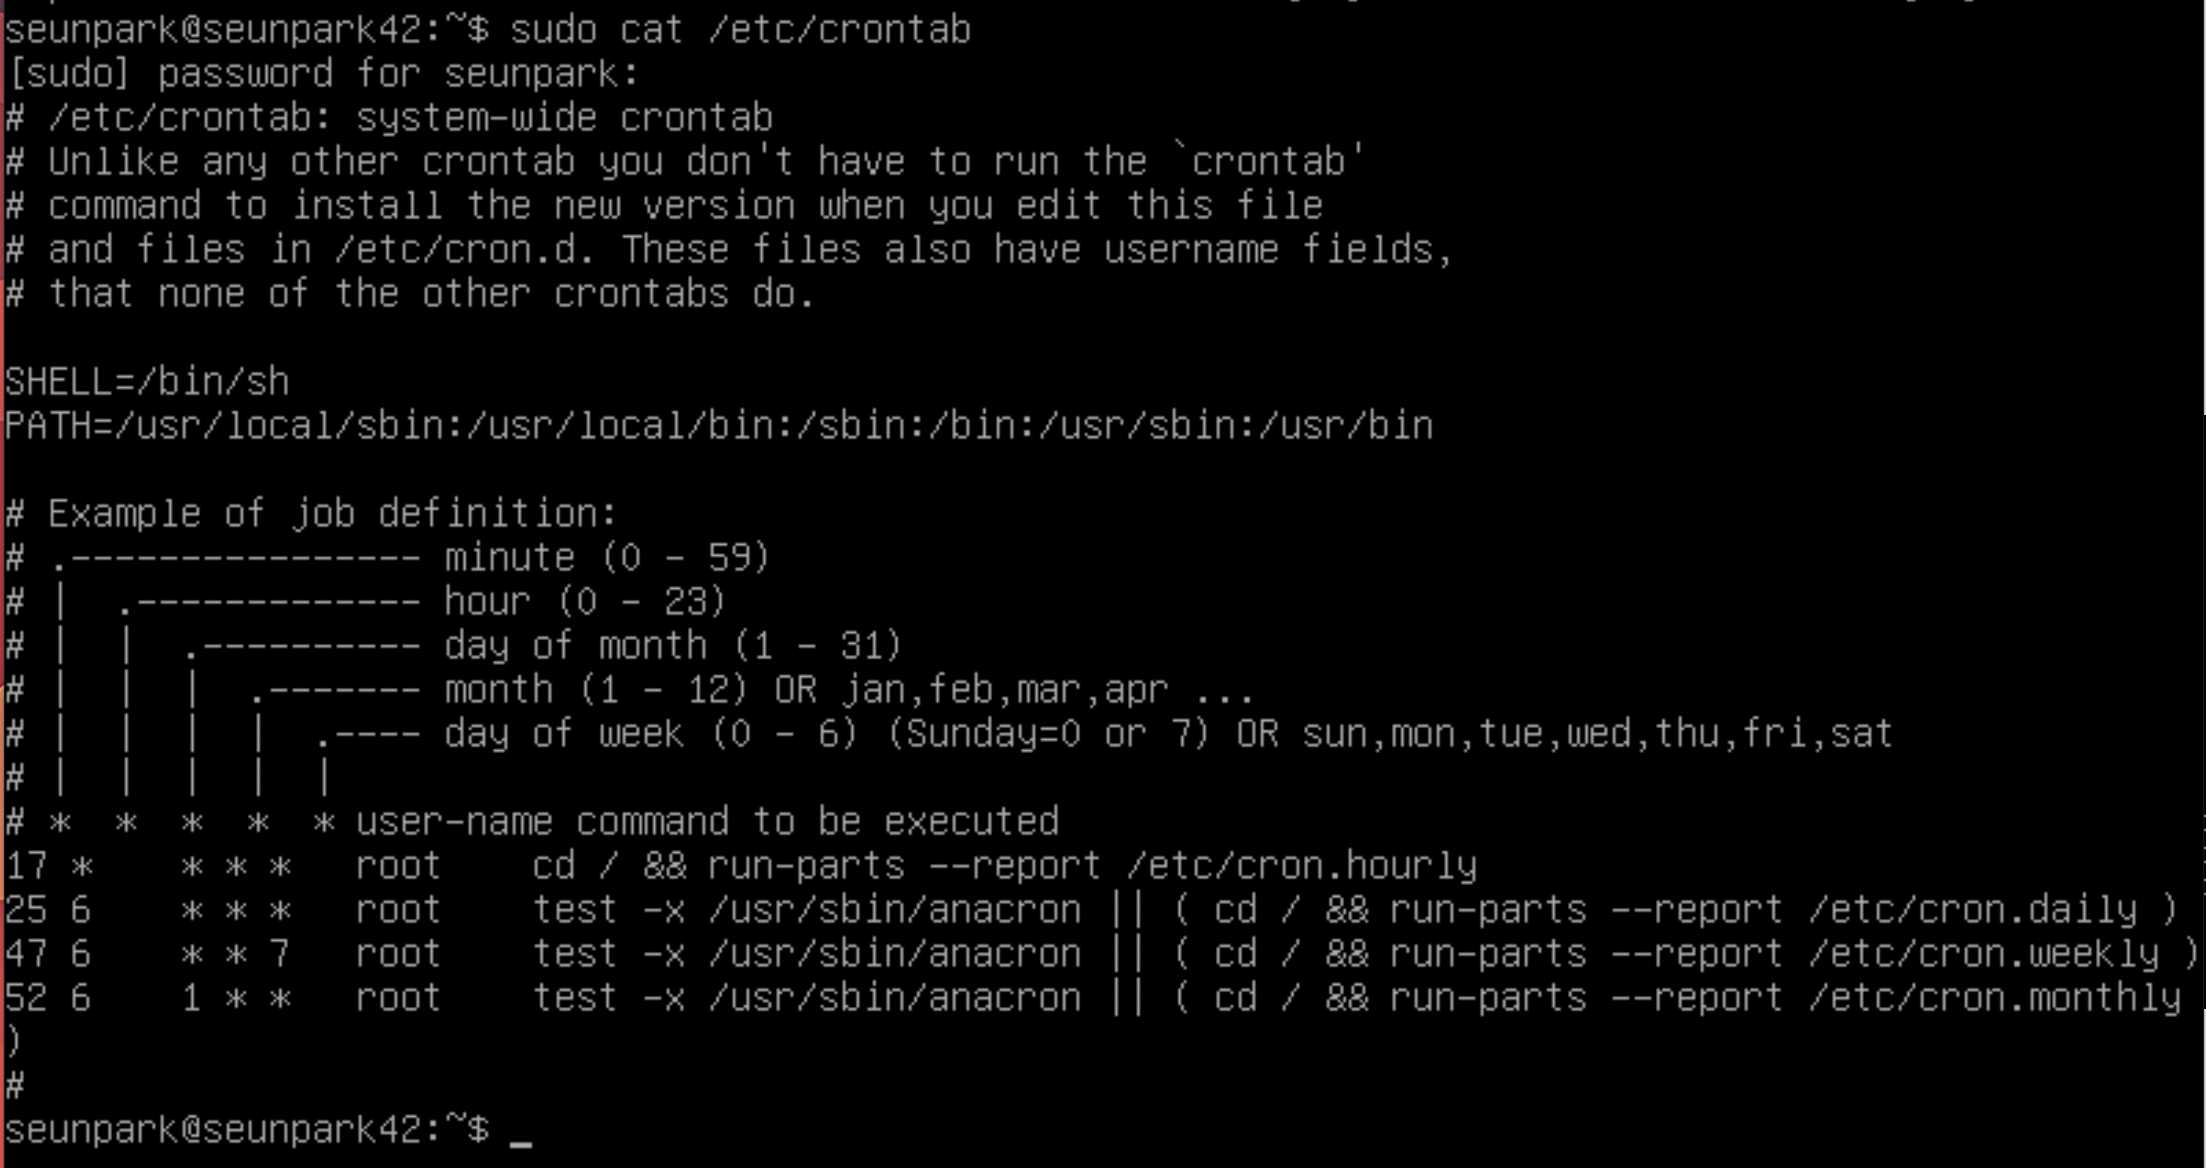 seunpark@seunpark42:~$ sudo cat /etc/crontab
[sudo] password for seunpark:
# /etc/crontab: system-wide crontab
# Unlike any other crontab you don't have to run the `crontab'
# command to install the new version when you edit this file
# and files in /etc/cron.d. These files also have username fields,
# that none of the other crontabs do.

SHELL=/bin/sh
PATH=/usr/local/sbin:/usr/local/bin:/sbin:/bin:/usr/sbin:/usr/bin

# Example of job definition:
# .---------------- minute (0 - 59)
# |  .------------- hour (0 - 23)
# |  |  .---------- day of month (1 - 31)
# |  |  |  .------- month (1 - 12) OR jan,feb,mar,apr ...
# |  |  |  |  .---- day of week (0 - 6) (Sunday=0 or 7) OR sun,mon,tue,wed,thu,fri,sat
# |  |  |  |  |
# *  *  *  *  * user-name command to be executed
17 *    * * *   root    cd / && run-parts --report /etc/cron.hourly
25 6    * * *   root    test -x /usr/sbin/anacron || ( cd / && run-parts --report /etc/cron.daily )
47 6    * * 7   root    test -x /usr/sbin/anacron || ( cd / && run-parts --report /etc/cron.weekly )
52 6    1 * *   root    test -x /usr/sbin/anacron || ( cd / && run-parts --report /etc/cron.monthly
)
#
seunpark@seunpark42:~$ _